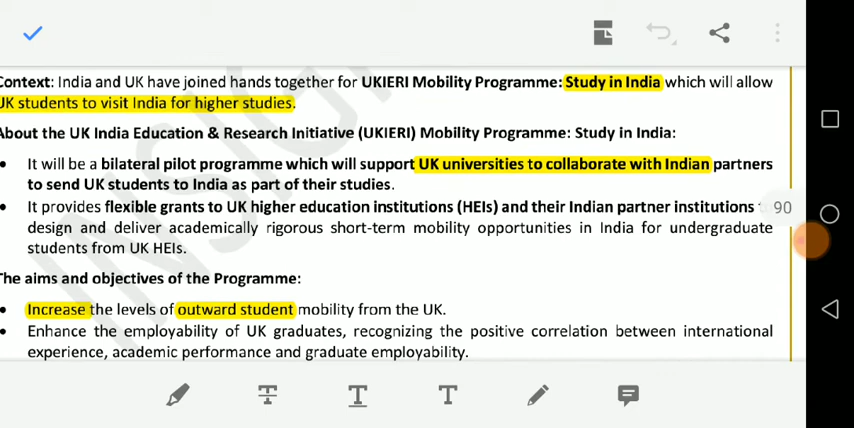 Context: India and UK have joined hands together for UKIERI Mobility Programme: Study in India which will allow
UK students to visit India for higher studies.
About the UK India Education & Research Initiative (UKIERI) Mobility Programme: Study in India:
• It will be a bilateral pilot programme which will support UK universities to collaborate with Indian partners
to send UK students to India as part of their studies.
• It provides flexible grants to UK higher education institutions (HEIs) and their Indian partner institutions
90
design and deliver academically rigorous short-term mobility opportunities in India for undergraduate
students from UK HEIs.
The aims and objectives of the Programme:
• Increase the levels of outward student mobility from the UK.
• Enhance the employability of UK graduates, recognizing the positive correlation between international
experience, academic performance and graduate employability.
T T T